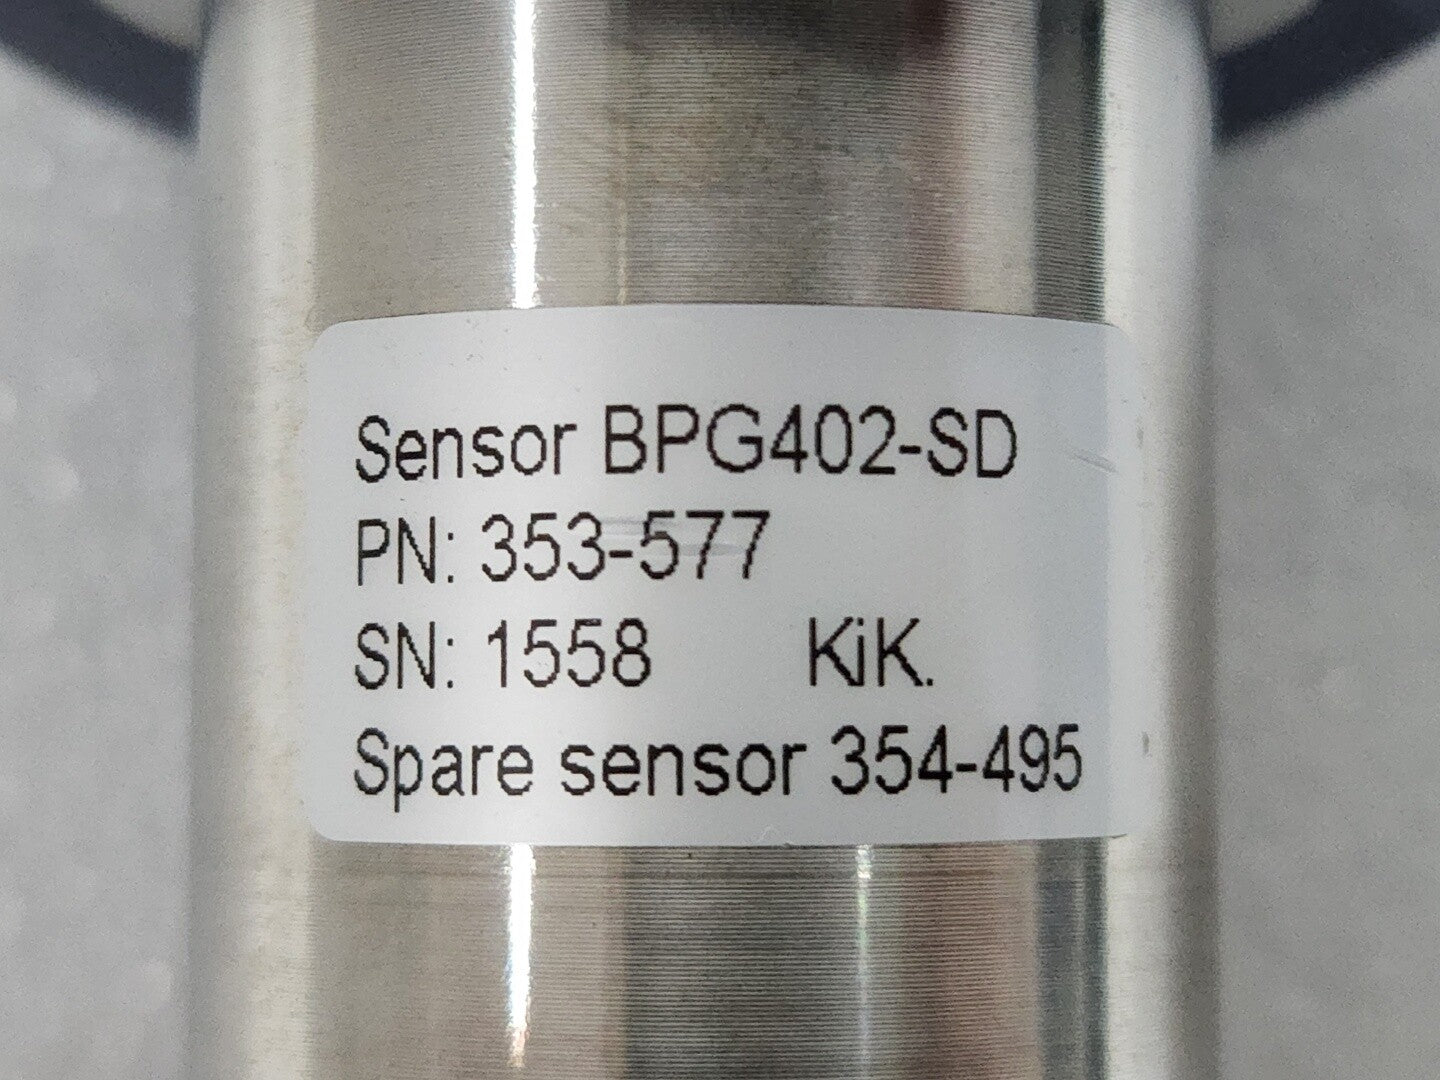 Sensor BPG402-SD
PN: 353-577
SN: 1558 KiK.
Spare sensor 354-495